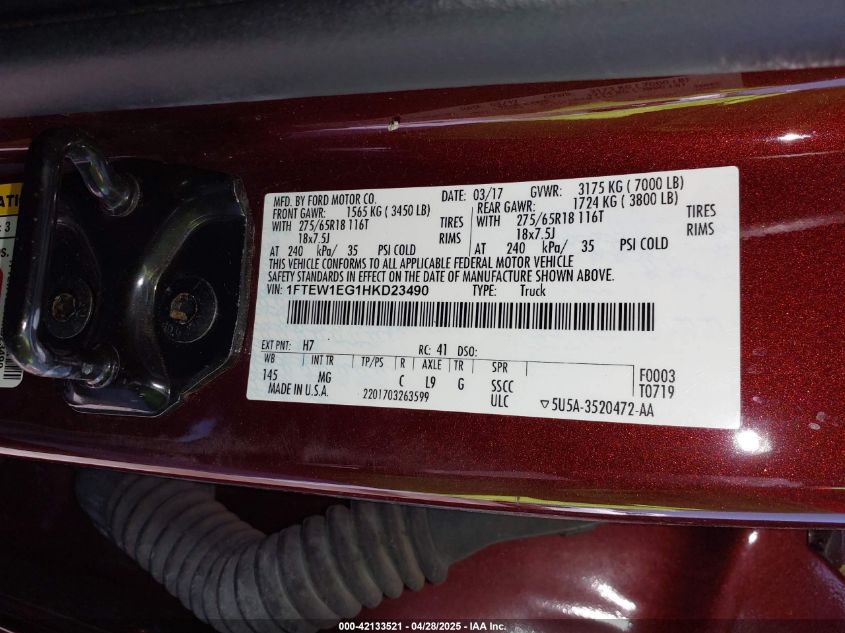 MFD. BY FORD MOTOR CO. DATE: 03/17 GVWR: 3175 KG ( 7000 LB)
FRONT GAWR: 1565 KG ( 3450 LB) REAR GAWR: 1724 KG ( 3800 LB)
WITH 275/65R18 116T TIRES WITH 275/65R18 116T TIRES
18x7.5J RIMS 18x7.5J RIMS
AT 240 kPa/ 35 PSI COLD AT 240 kPa/ 35 PSI COLD
THIS VEHICLE CONFORMS TO ALL APPLICABLE FEDERAL MOTOR VEHICLE
SAFETY STANDARDS IN EFFECT ON THE DATE OF MANUFACTURE SHOWN ABOVE.
VIN: 1FTEW1EG1HKD23490 TYPE: Truck
EXT PNT: H7 RC: 41 DSO:
WB INT TR TP/PS R AXLE TR SPR F0003
145 MG C L9 G SSCC T0719
MADE IN U.S.A. 2201703263599 ULC ▽5U5A-3520472-AA
000-42133521 - 04/28/2025 - IAA Inc.